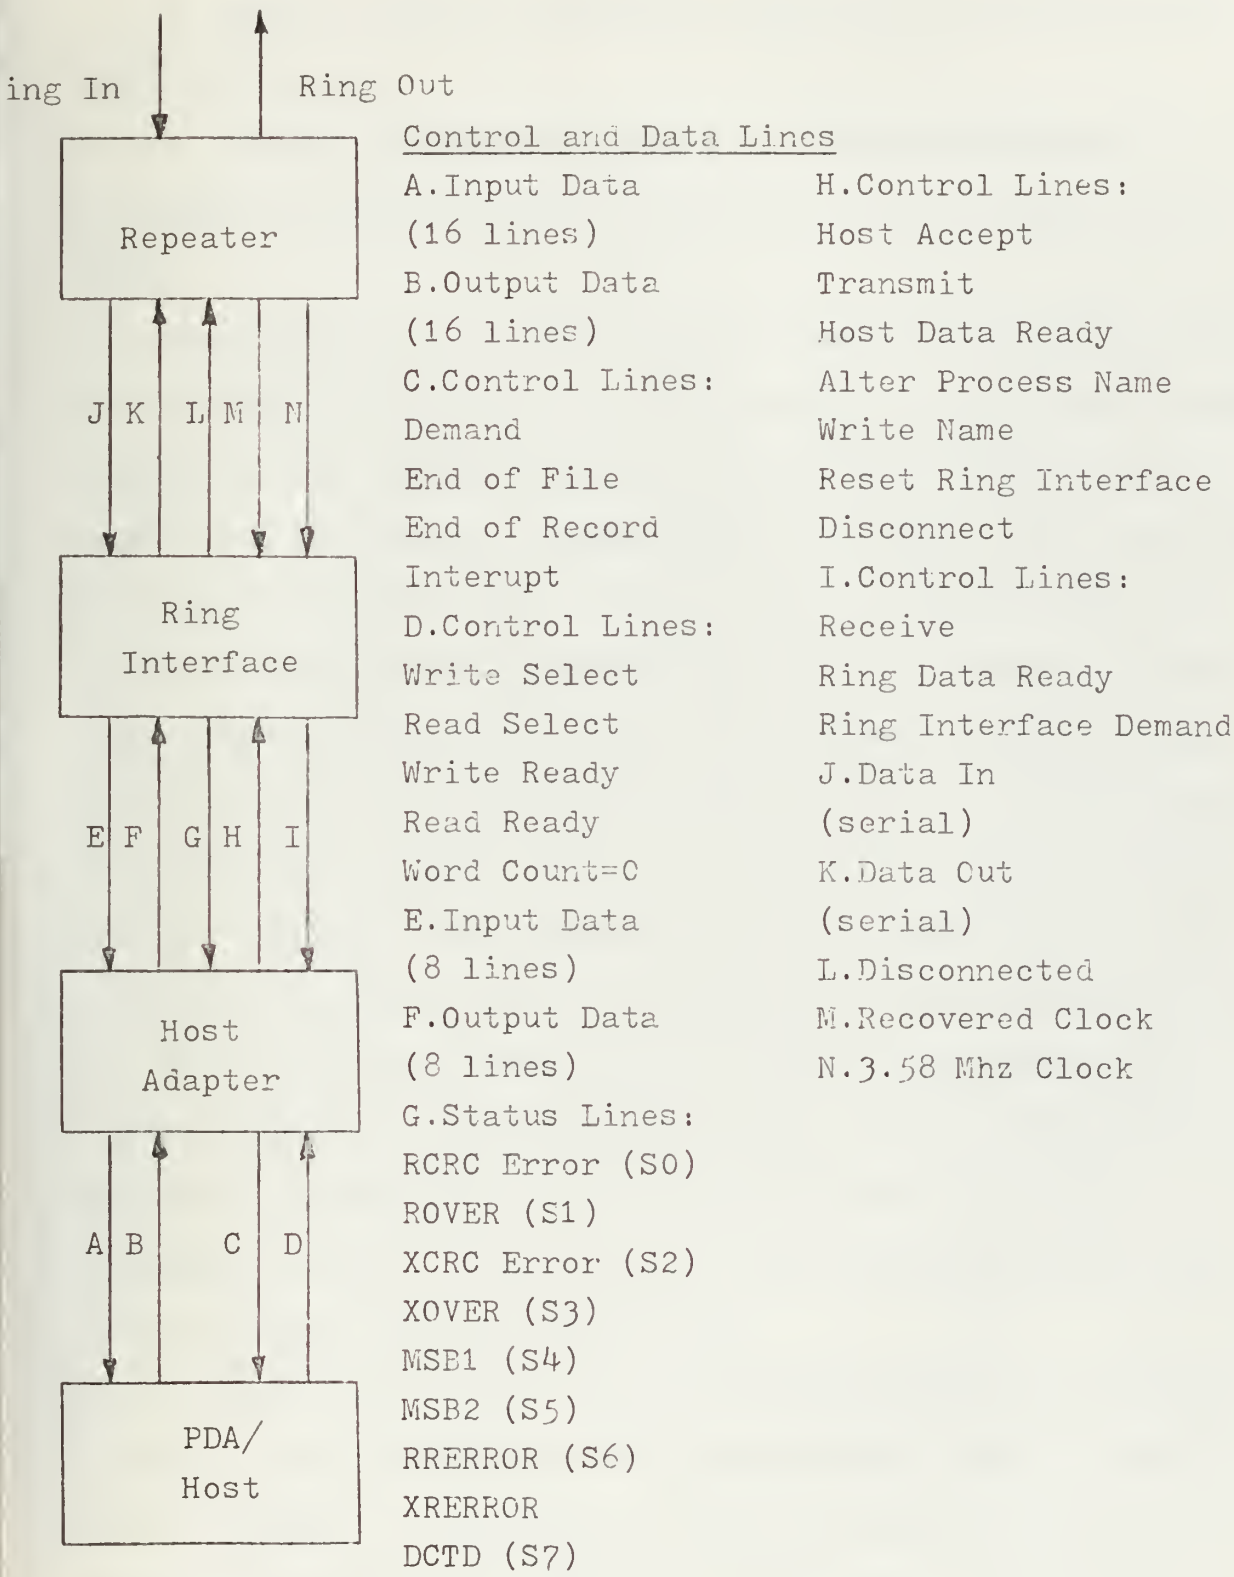 ing In
Ring Out
Repeater
J K L M N
Ring
Interface
E F G H I
Host
Adapter
A B C D
PDA/
Host
Control and Data Lines
A.Input Data
(16 lines)
B.Output Data
(16 lines)
C.Control Lines:
Demand
End of File
End of Record
Interupt
D.Control Lines:
Write Select
Read Select
Write Ready
Read Ready
Word Count=0
E.Input Data
(8 lines)
F.Output Data
(8 lines)
G.Status Lines:
RCRC Error (S0)
ROVER (S1)
XCRC Error (S2)
XOVER (S3)
MSB1 (S4)
MSB2 (S5)
RRERROR (S6)
XRERROR
DCTD (S7)
H.Control Lines:
Host Accept
Transmit
Host Data Ready
Alter Process Name
Write Name
Reset Ring Interface
Disconnect
I.Control Lines:
Receive
Ring Data Ready
Ring Interface Demand
J.Data In
(serial)
K.Data Out
(serial)
L.Disconnected
M.Recovered Clock
N.3.58 Mhz Clock